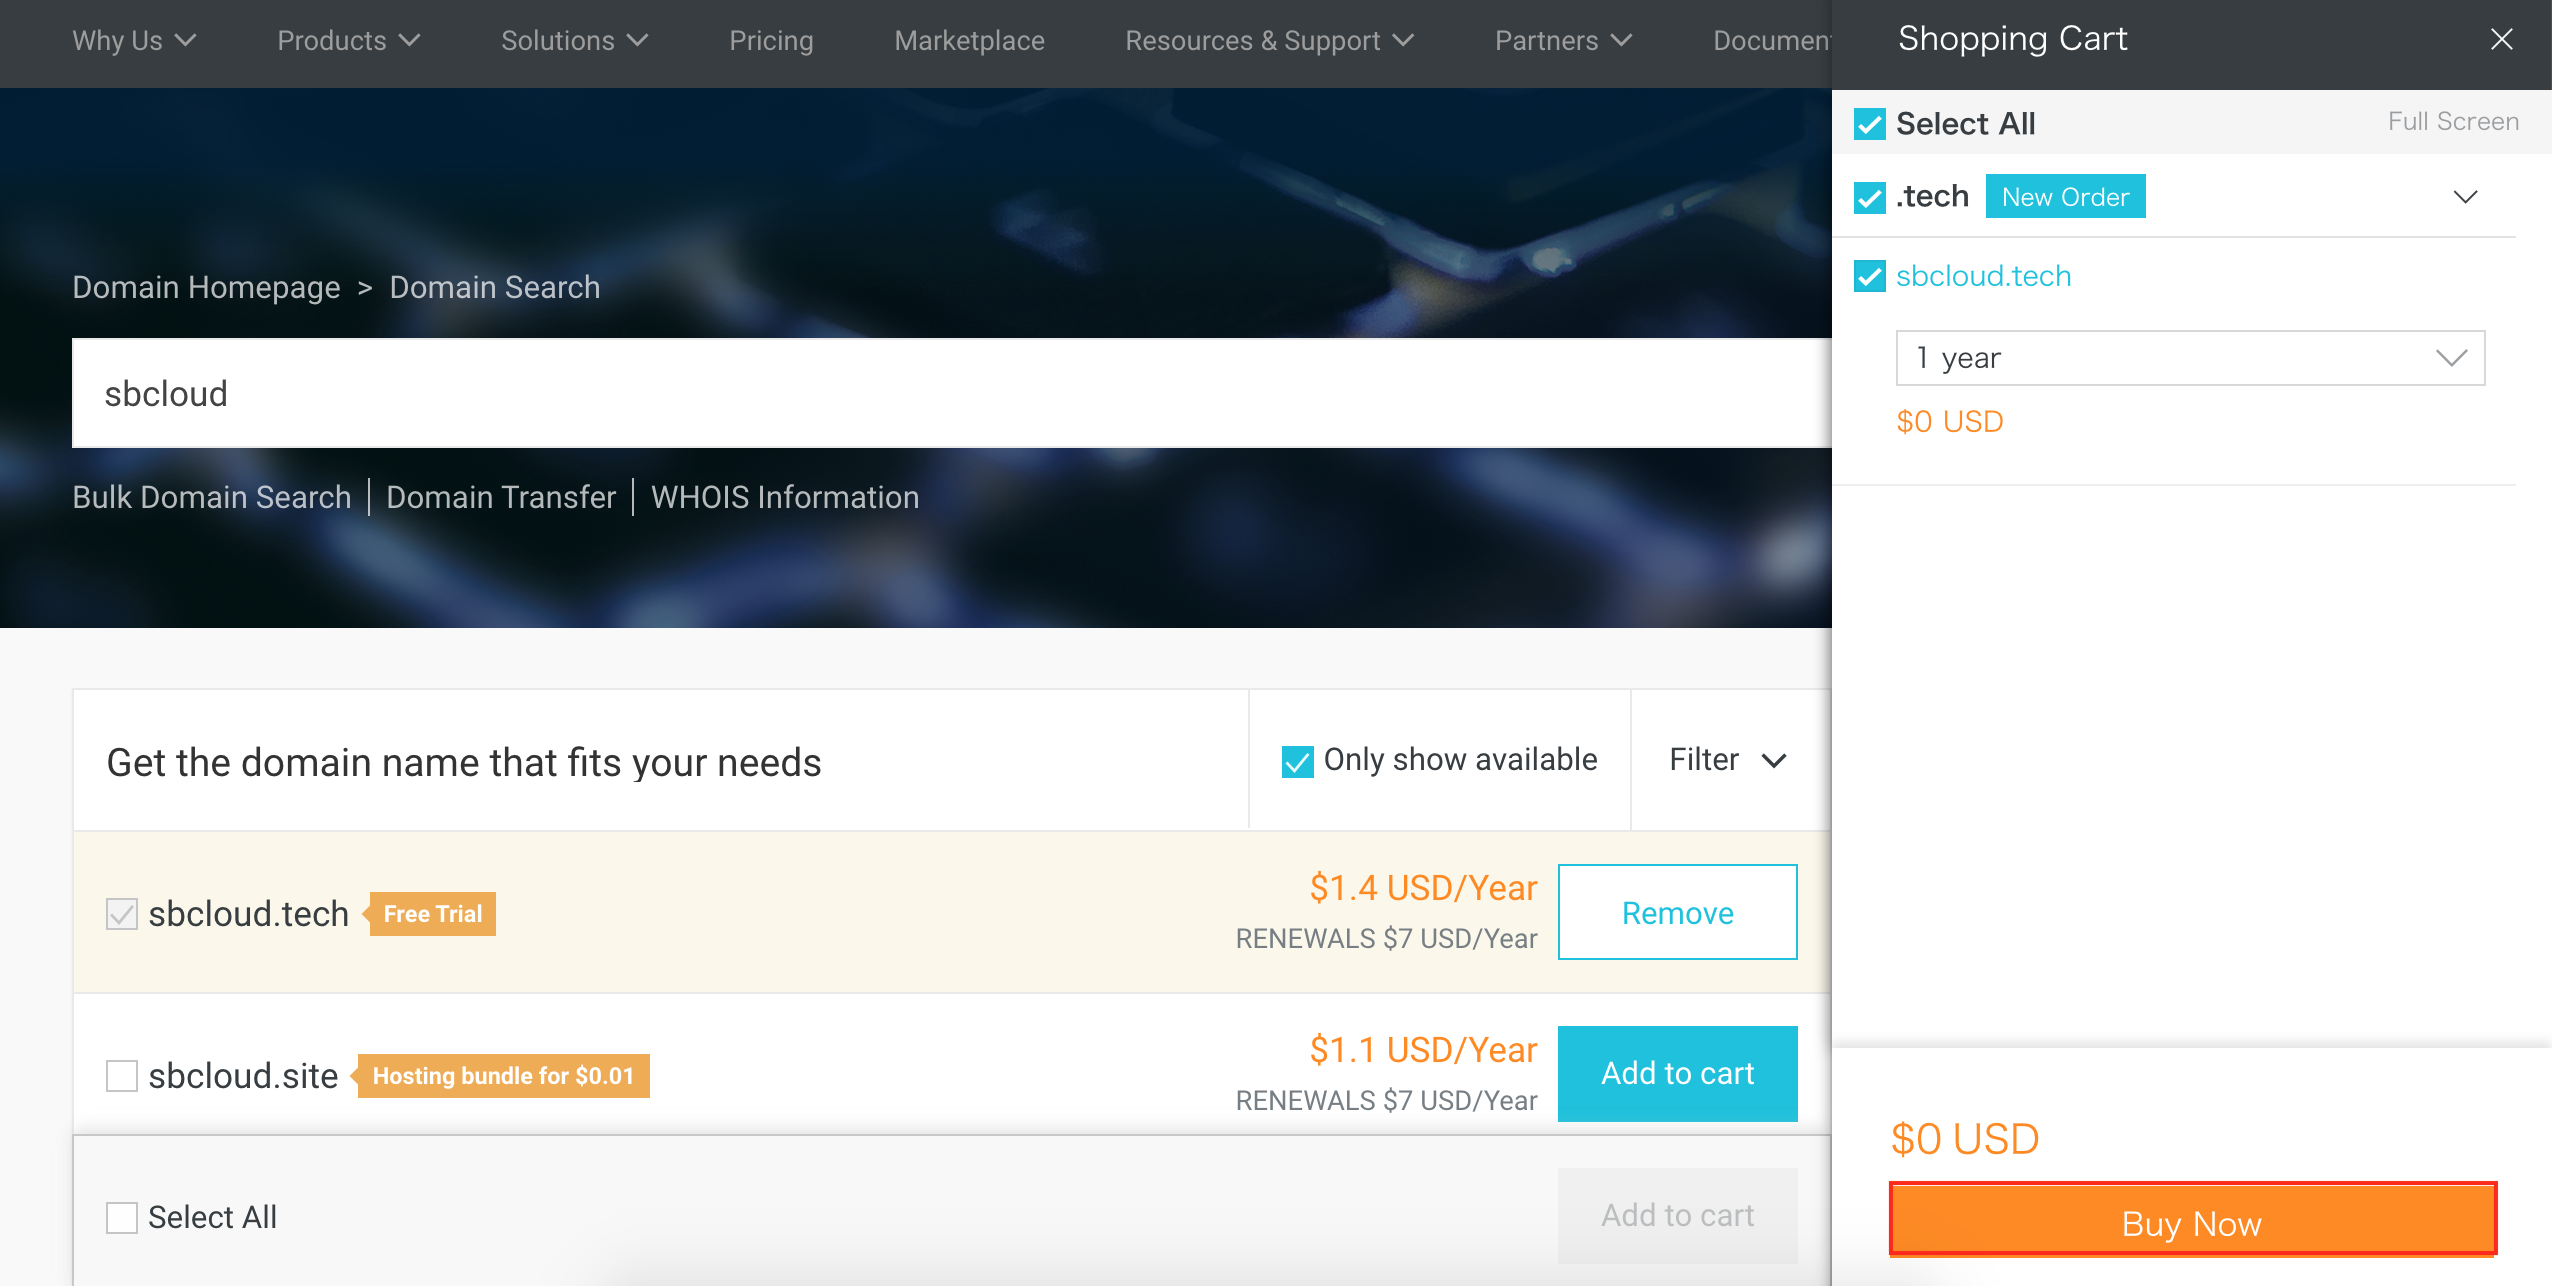 Why Us Products Solutions Pricing Marketplace Resources & Support Partners Document
Domain Homepage > Domain Search
sbcloud
Bulk Domain Search | Domain Transfer | WHOIS Information
Get the domain name that fits your needs
Only show available
Filter
sbcloud.tech Free Trial
$1.4 USD/Year
RENEWALS $7 USD/Year
Remove
sbcloud.site Hosting bundle for $0.01
$1.1 USD/Year
RENEWALS $7 USD/Year
Add to cart
Select All
Add to cart
Shopping Cart
Select All
Full Screen
.tech New Order
sbcloud.tech
1 year
$0 USD
$0 USD
Buy Now